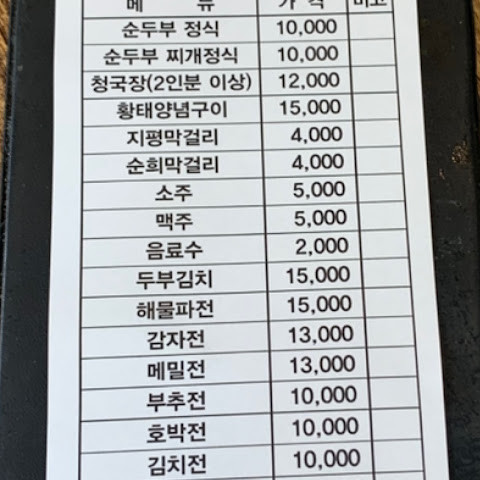 메 뉴 가 격 비고
순두부 정식 10,000
순두부 찌개정식 10,000
청국장(2인분 이상) 12,000
황태양념구이 15,000
지평막걸리 4,000
순희막걸리 4,000
소주 5,000
맥주 5,000
음료수 2,000
두부김치 15,000
해물파전 15,000
감자전 13,000
메밀전 13,000
부추전 10,000
호박전 10,000
김치전 10,000